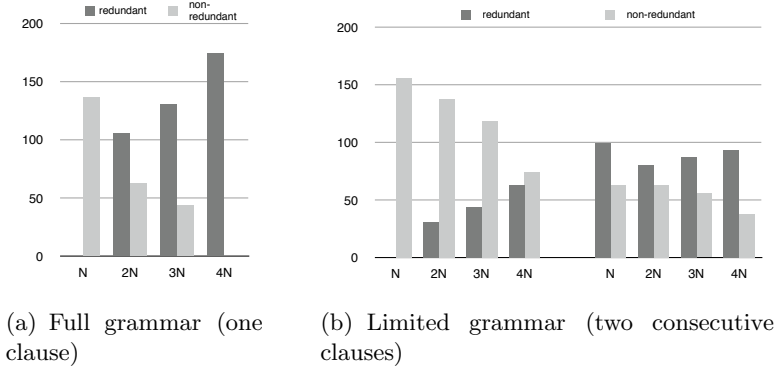 redundant
non-
redundant
200
150
100
50
0
N 2N 3N 4N
(a) Full grammar (one
clause)
redundant non-redundant
200
150
100
50
0
N 2N 3N 4N N 2N 3N 4N
(b) Limited grammar (two consecutive
clauses)